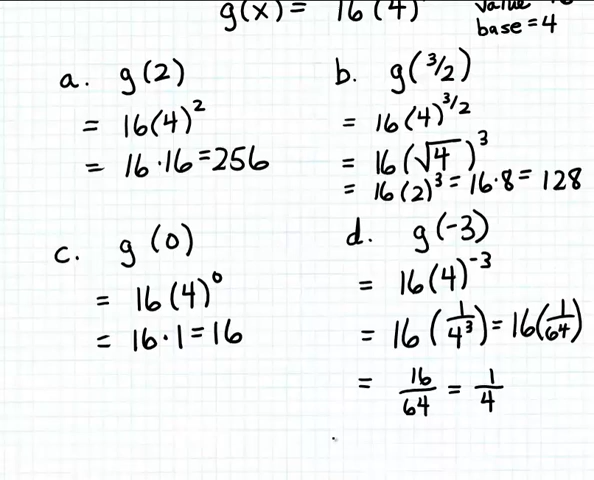 g(x) = 16(4)
value
base = 4
a. g(2)
= 16(4)^2
= 16·16 = 256
b. g(3/2)
= 16(4)^3/2
= 16(√4)^3
= 16(2)^3 = 16·8 = 128
c. g(0)
= 16(4)^0
= 16·1 = 16
d. g(-3)
= 16(4)^-3
= 16(1/4^3) = 16(1/64)
= 16/64 = 1/4